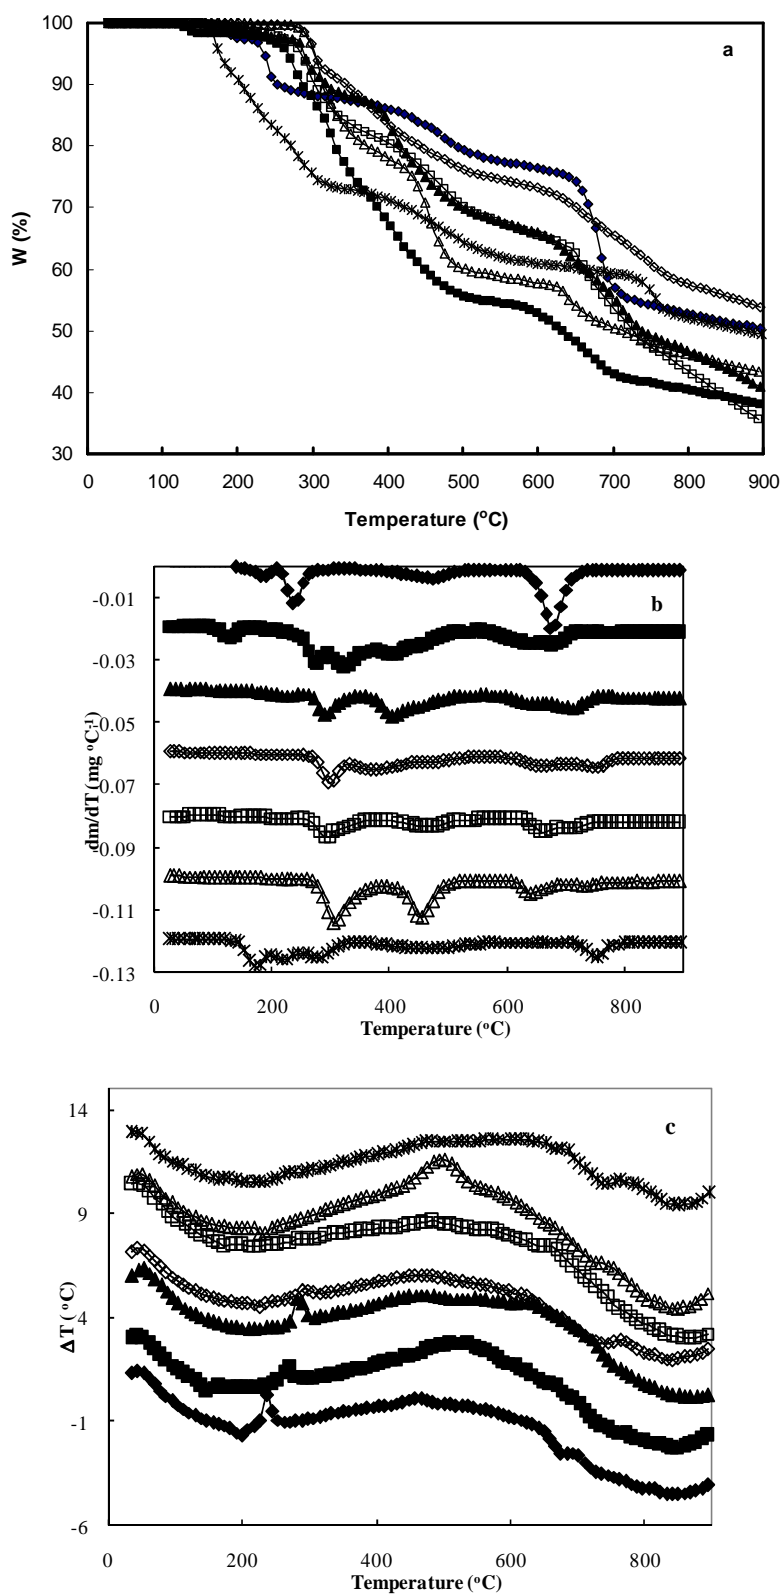 a
100
90
80
70
60
50
40
30
W (%)
0 100 200 300 400 500 600 700 800 900
Temperature (°C)
b
-0.01
-0.03
-0.05
-0.07
-0.09
-0.11
-0.13
dm/dT (mg °C⁻¹)
0 200 400 600 800
Temperature (°C)
c
14
9
4
-1
-6
ΔT (°C)
0 200 400 600 800
Temperature (°C)